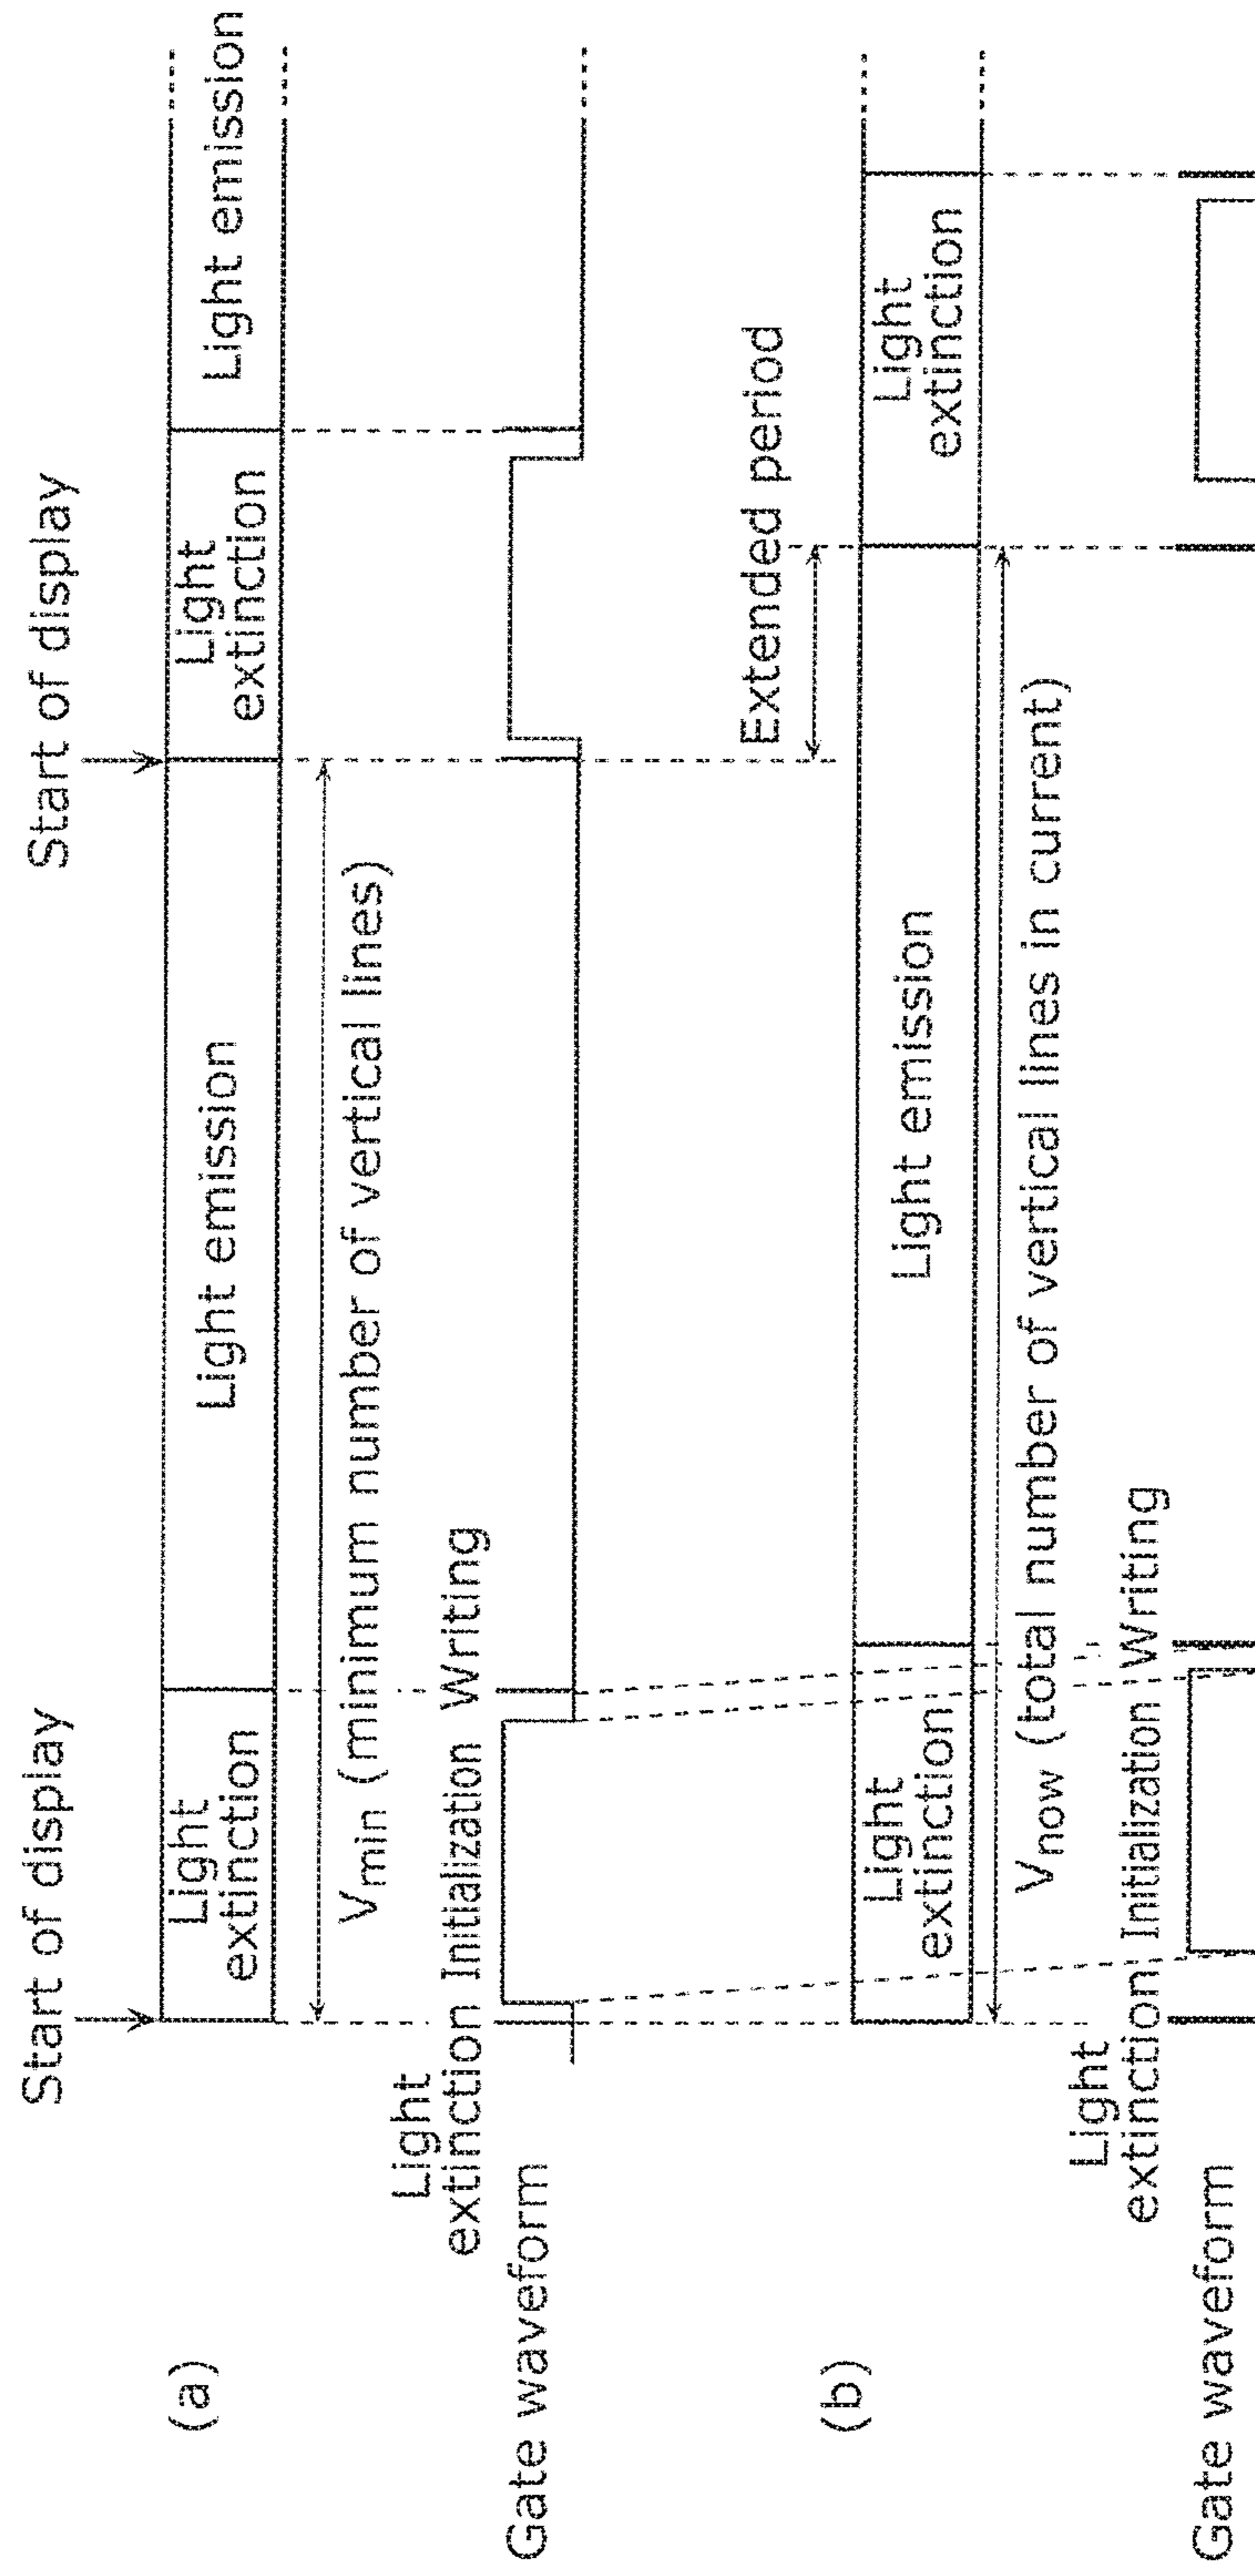 Start of display
Start of display
(a)
Light
extinction
Light emission
Light
extinction
Light emission
Vmin (minimum number of vertical lines)
Light
extinction Initialization Writing
Gate waveform
Extended period
(b)
Light
extinction
Light emission
Light
extinction
Vnow (total number of vertical lines in current)
Light
extinction Initialization Writing
Gate waveform